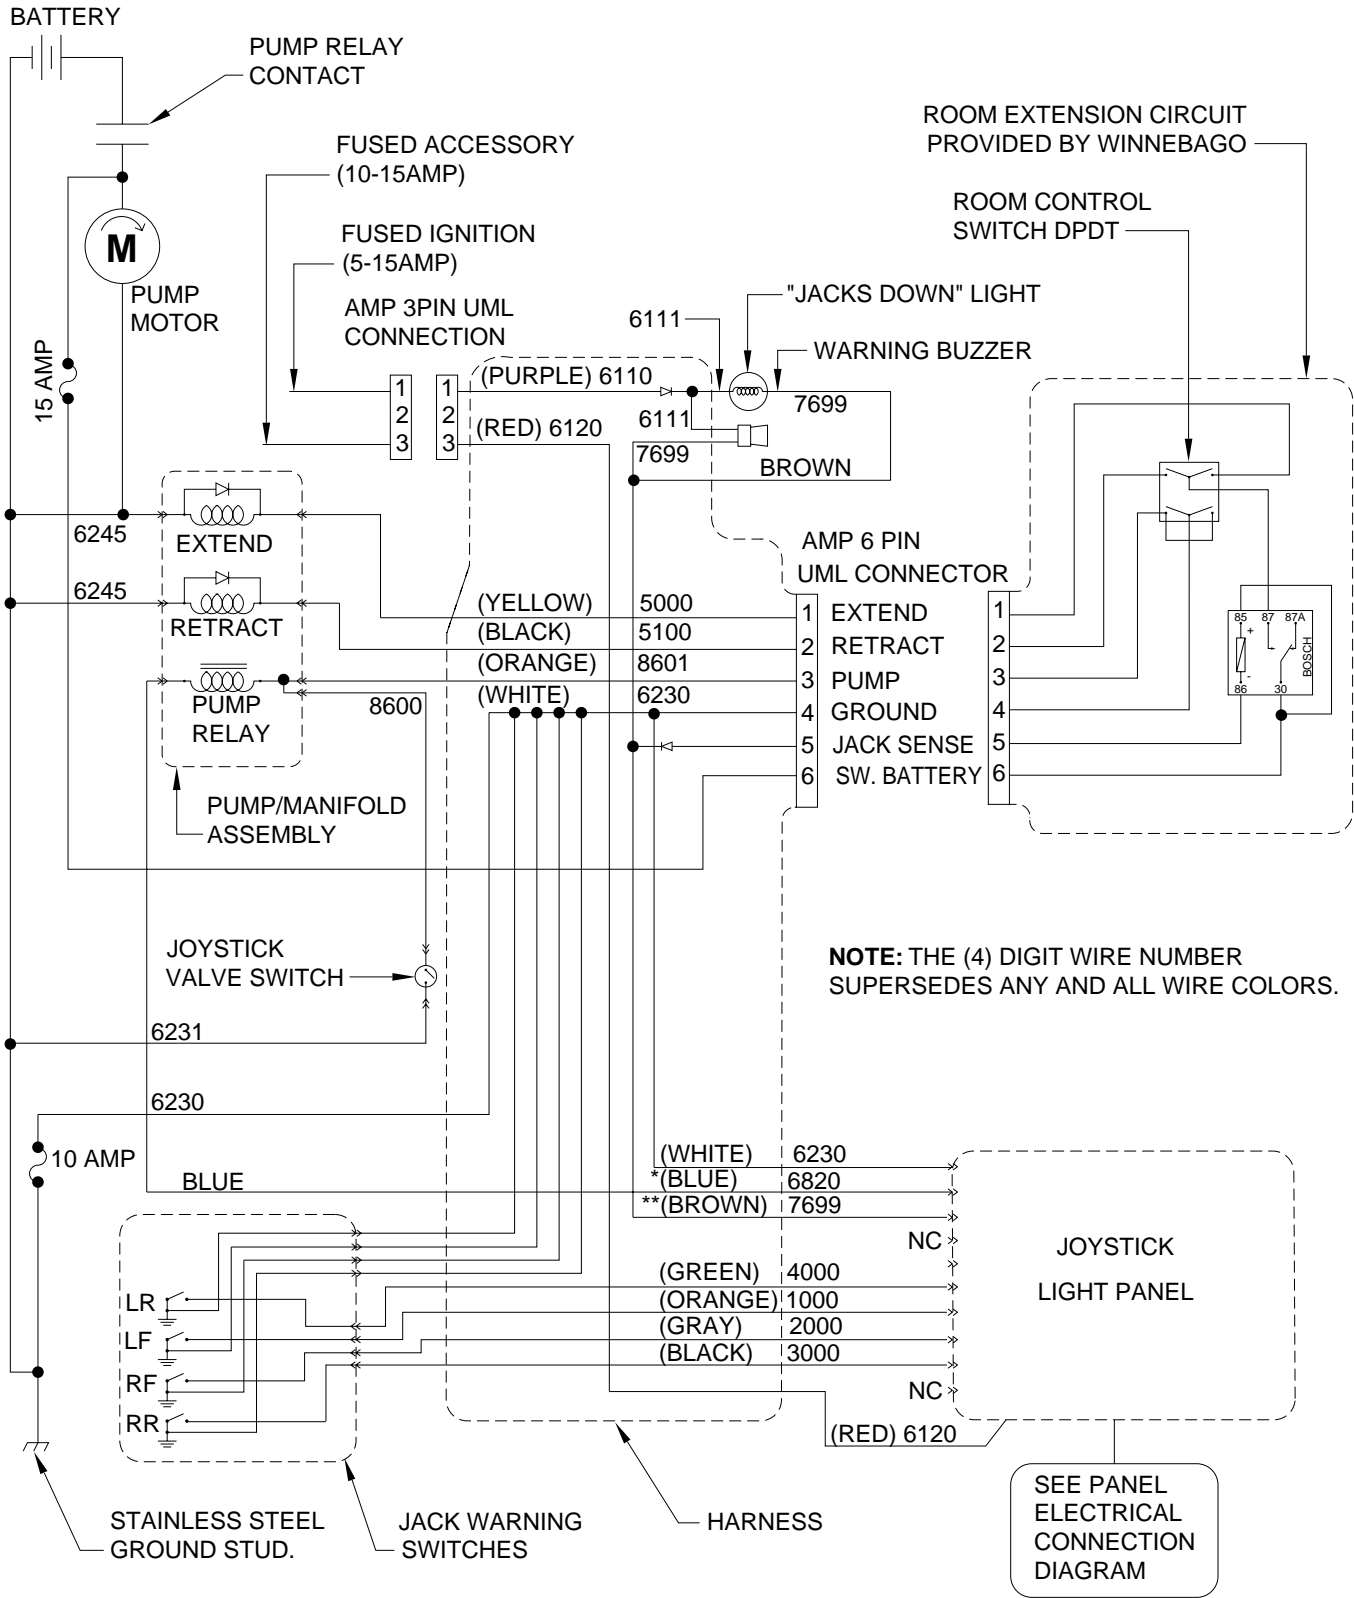 BATTERY
PUMP RELAY
CONTACT
FUSED ACCESSORY
(10-15AMP)
FUSED IGNITION
(5-15AMP)
AMP 3PIN UML
CONNECTION
ROOM EXTENSION CIRCUIT
PROVIDED BY WINNEBAGO
ROOM CONTROL
SWITCH DPDT
"JACKS DOWN" LIGHT
6111
WARNING BUZZER
M
PUMP
MOTOR
15 AMP
1
2
3
1
2
3
(PURPLE) 6110
(RED) 6120
6111
7699
7699
BROWN
6245
EXTEND
6245
RETRACT
PUMP
RELAY
8600
PUMP/MANIFOLD
ASSEMBLY
(YELLOW) 5000
(BLACK) 5100
(ORANGE) 8601
(WHITE) 6230
AMP 6 PIN
UML CONNECTOR
1 EXTEND 1
2 RETRACT 2
3 PUMP 3
4 GROUND 4
5 JACK SENSE 5
6 SW. BATTERY 6
85 87 87A
+
-
BOSCH
86 30
JOYSTICK
VALVE SWITCH
NOTE: THE (4) DIGIT WIRE NUMBER
SUPERSEDES ANY AND ALL WIRE COLORS.
6231
6230
10 AMP
BLUE
(WHITE) 6230
*(BLUE) 6820
**(BROWN) 7699
NC
(GREEN) 4000
(ORANGE) 1000
(GRAY) 2000
(BLACK) 3000
NC
(RED) 6120
JOYSTICK
LIGHT PANEL
LR
LF
RF
RR
STAINLESS STEEL
GROUND STUD.
JACK WARNING
SWITCHES
HARNESS
SEE PANEL
ELECTRICAL
CONNECTION
DIAGRAM